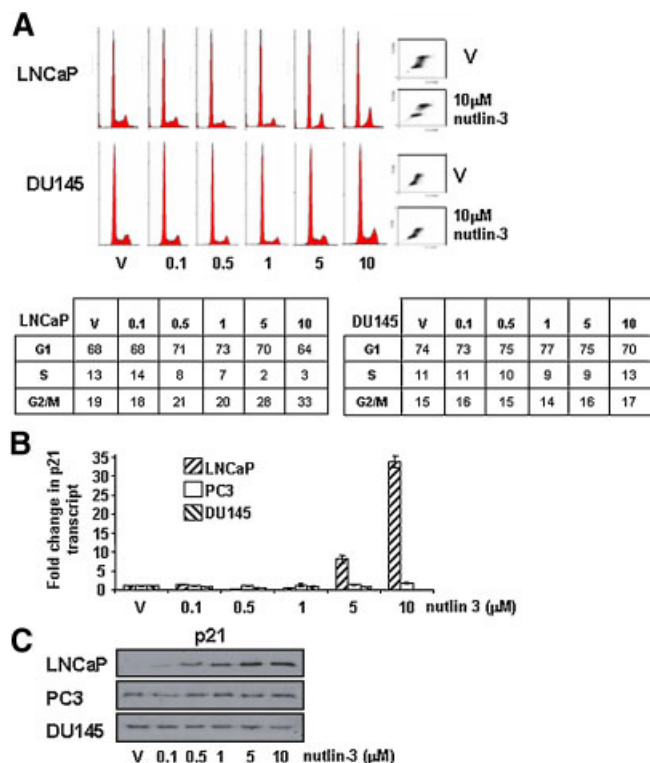 A
LNCaP
V
10μM
nutlin-3
DU145
V
10μM
nutlin-3
V 0.1 0.5 1 5 10
LNCaP V 0.1 0.5 1 5 10
G1 68 68 71 73 70 64
S 13 14 8 7 2 3
G2/M 19 18 21 20 28 33
DU145 V 0.1 0.5 1 5 10
G1 74 73 75 77 75 70
S 11 11 10 9 9 13
G2/M 15 16 15 14 16 17
B
Fold change in p21
transcript
35
30
25
20
15
10
5
0
LNCaP
PC3
DU145
V 0.1 0.5 1 5 10 nutlin 3 (μM)
C
p21
LNCaP
PC3
DU145
V 0.1 0.5 1 5 10 nutlin-3 (μM)